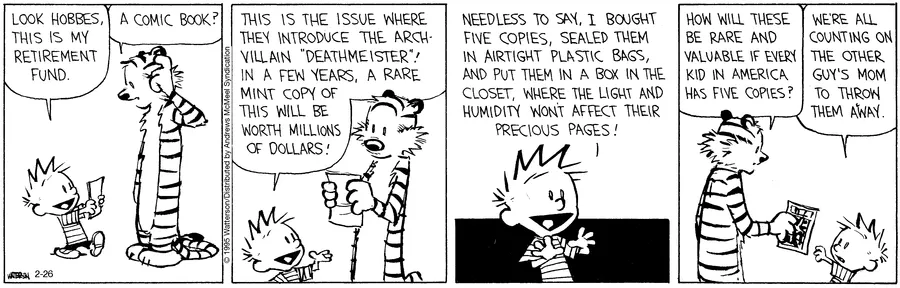 LOOK HOBBES,
THIS IS MY
RETIREMENT
FUND.
A COMIC BOOK?
WATTERSON 2-26
© 1995 Watterson/Distributed by Andrews McMeel Syndication
THIS IS THE ISSUE WHERE
THEY INTRODUCE THE ARCH-
VILLAIN "DEATHMEISTER"!
IN A FEW YEARS, A RARE
MINT COPY OF
THIS WILL BE
WORTH MILLIONS
OF DOLLARS!
NEEDLESS TO SAY, I BOUGHT
FIVE COPIES, SEALED THEM
IN AIRTIGHT PLASTIC BAGS,
AND PUT THEM IN A BOX IN THE
CLOSET, WHERE THE LIGHT AND
HUMIDITY WON'T AFFECT THEIR
PRECIOUS PAGES!
HOW WILL THESE
BE RARE AND
VALUABLE IF EVERY
KID IN AMERICA
HAS FIVE COPIES?
WE'RE ALL
COUNTING ON
THE OTHER
GUY'S MOM
TO THROW
THEM AWAY.